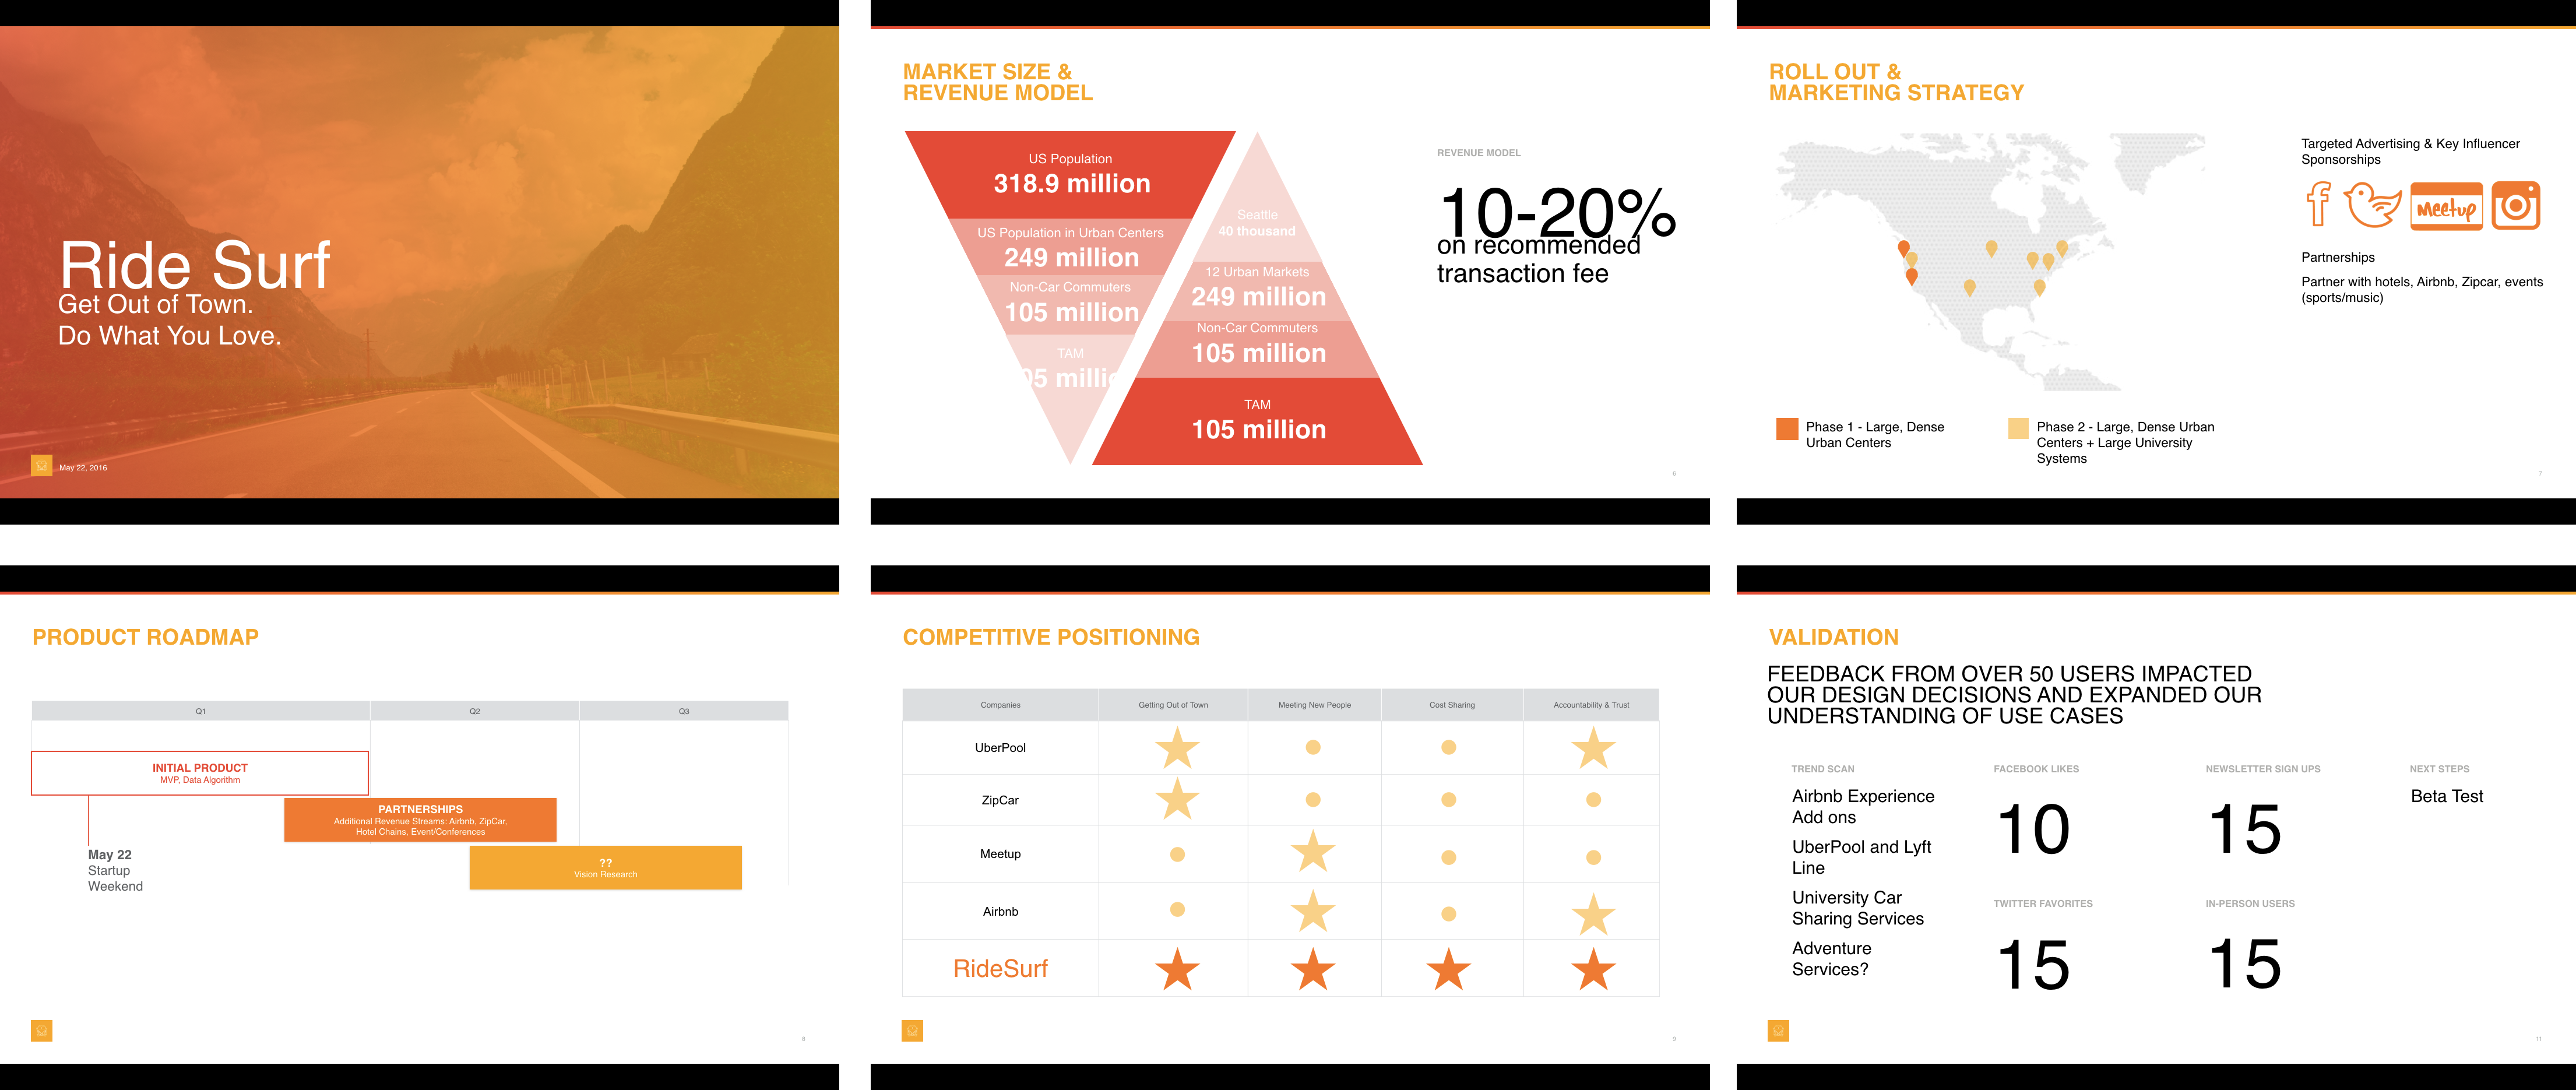 Ride Surf
Get Out of Town.
Do What You Love.
May 22, 2016
MARKET SIZE &
REVENUE MODEL
US Population
318.9 million
US Population in Urban Centers
249 million
Non-Car Commuters
105 million
TAM
05 millio
Seattle
40 thousand
12 Urban Markets
249 million
Non-Car Commuters
105 million
TAM
105 million
REVENUE MODEL
10-20%
on recommended
transaction fee
6
ROLL OUT &
MARKETING STRATEGY
Targeted Advertising & Key Influencer
Sponsorships
f
Meetup
Partnerships
Partner with hotels, Airbnb, Zipcar, events
(sports/music)
Phase 1 - Large, Dense
Urban Centers
Phase 2 - Large, Dense Urban
Centers + Large University
Systems
7
PRODUCT ROADMAP
Q1
Q2
Q3
INITIAL PRODUCT
MVP, Data Algorithm
PARTNERSHIPS
Additional Revenue Streams: Airbnb, ZipCar,
Hotel Chains, Event/Conferences
??
Vision Research
May 22
Startup
Weekend
8
COMPETITIVE POSITIONING
Companies
Getting Out of Town
Meeting New People
Cost Sharing
Accountability & Trust
UberPool
ZipCar
Meetup
Airbnb
RideSurf
9
VALIDATION
FEEDBACK FROM OVER 50 USERS IMPACTED
OUR DESIGN DECISIONS AND EXPANDED OUR
UNDERSTANDING OF USE CASES
TREND SCAN
Airbnb Experience
Add ons
UberPool and Lyft
Line
University Car
Sharing Services
Adventure
Services?
FACEBOOK LIKES
10
TWITTER FAVORITES
15
NEWSLETTER SIGN UPS
15
IN-PERSON USERS
15
NEXT STEPS
Beta Test
11